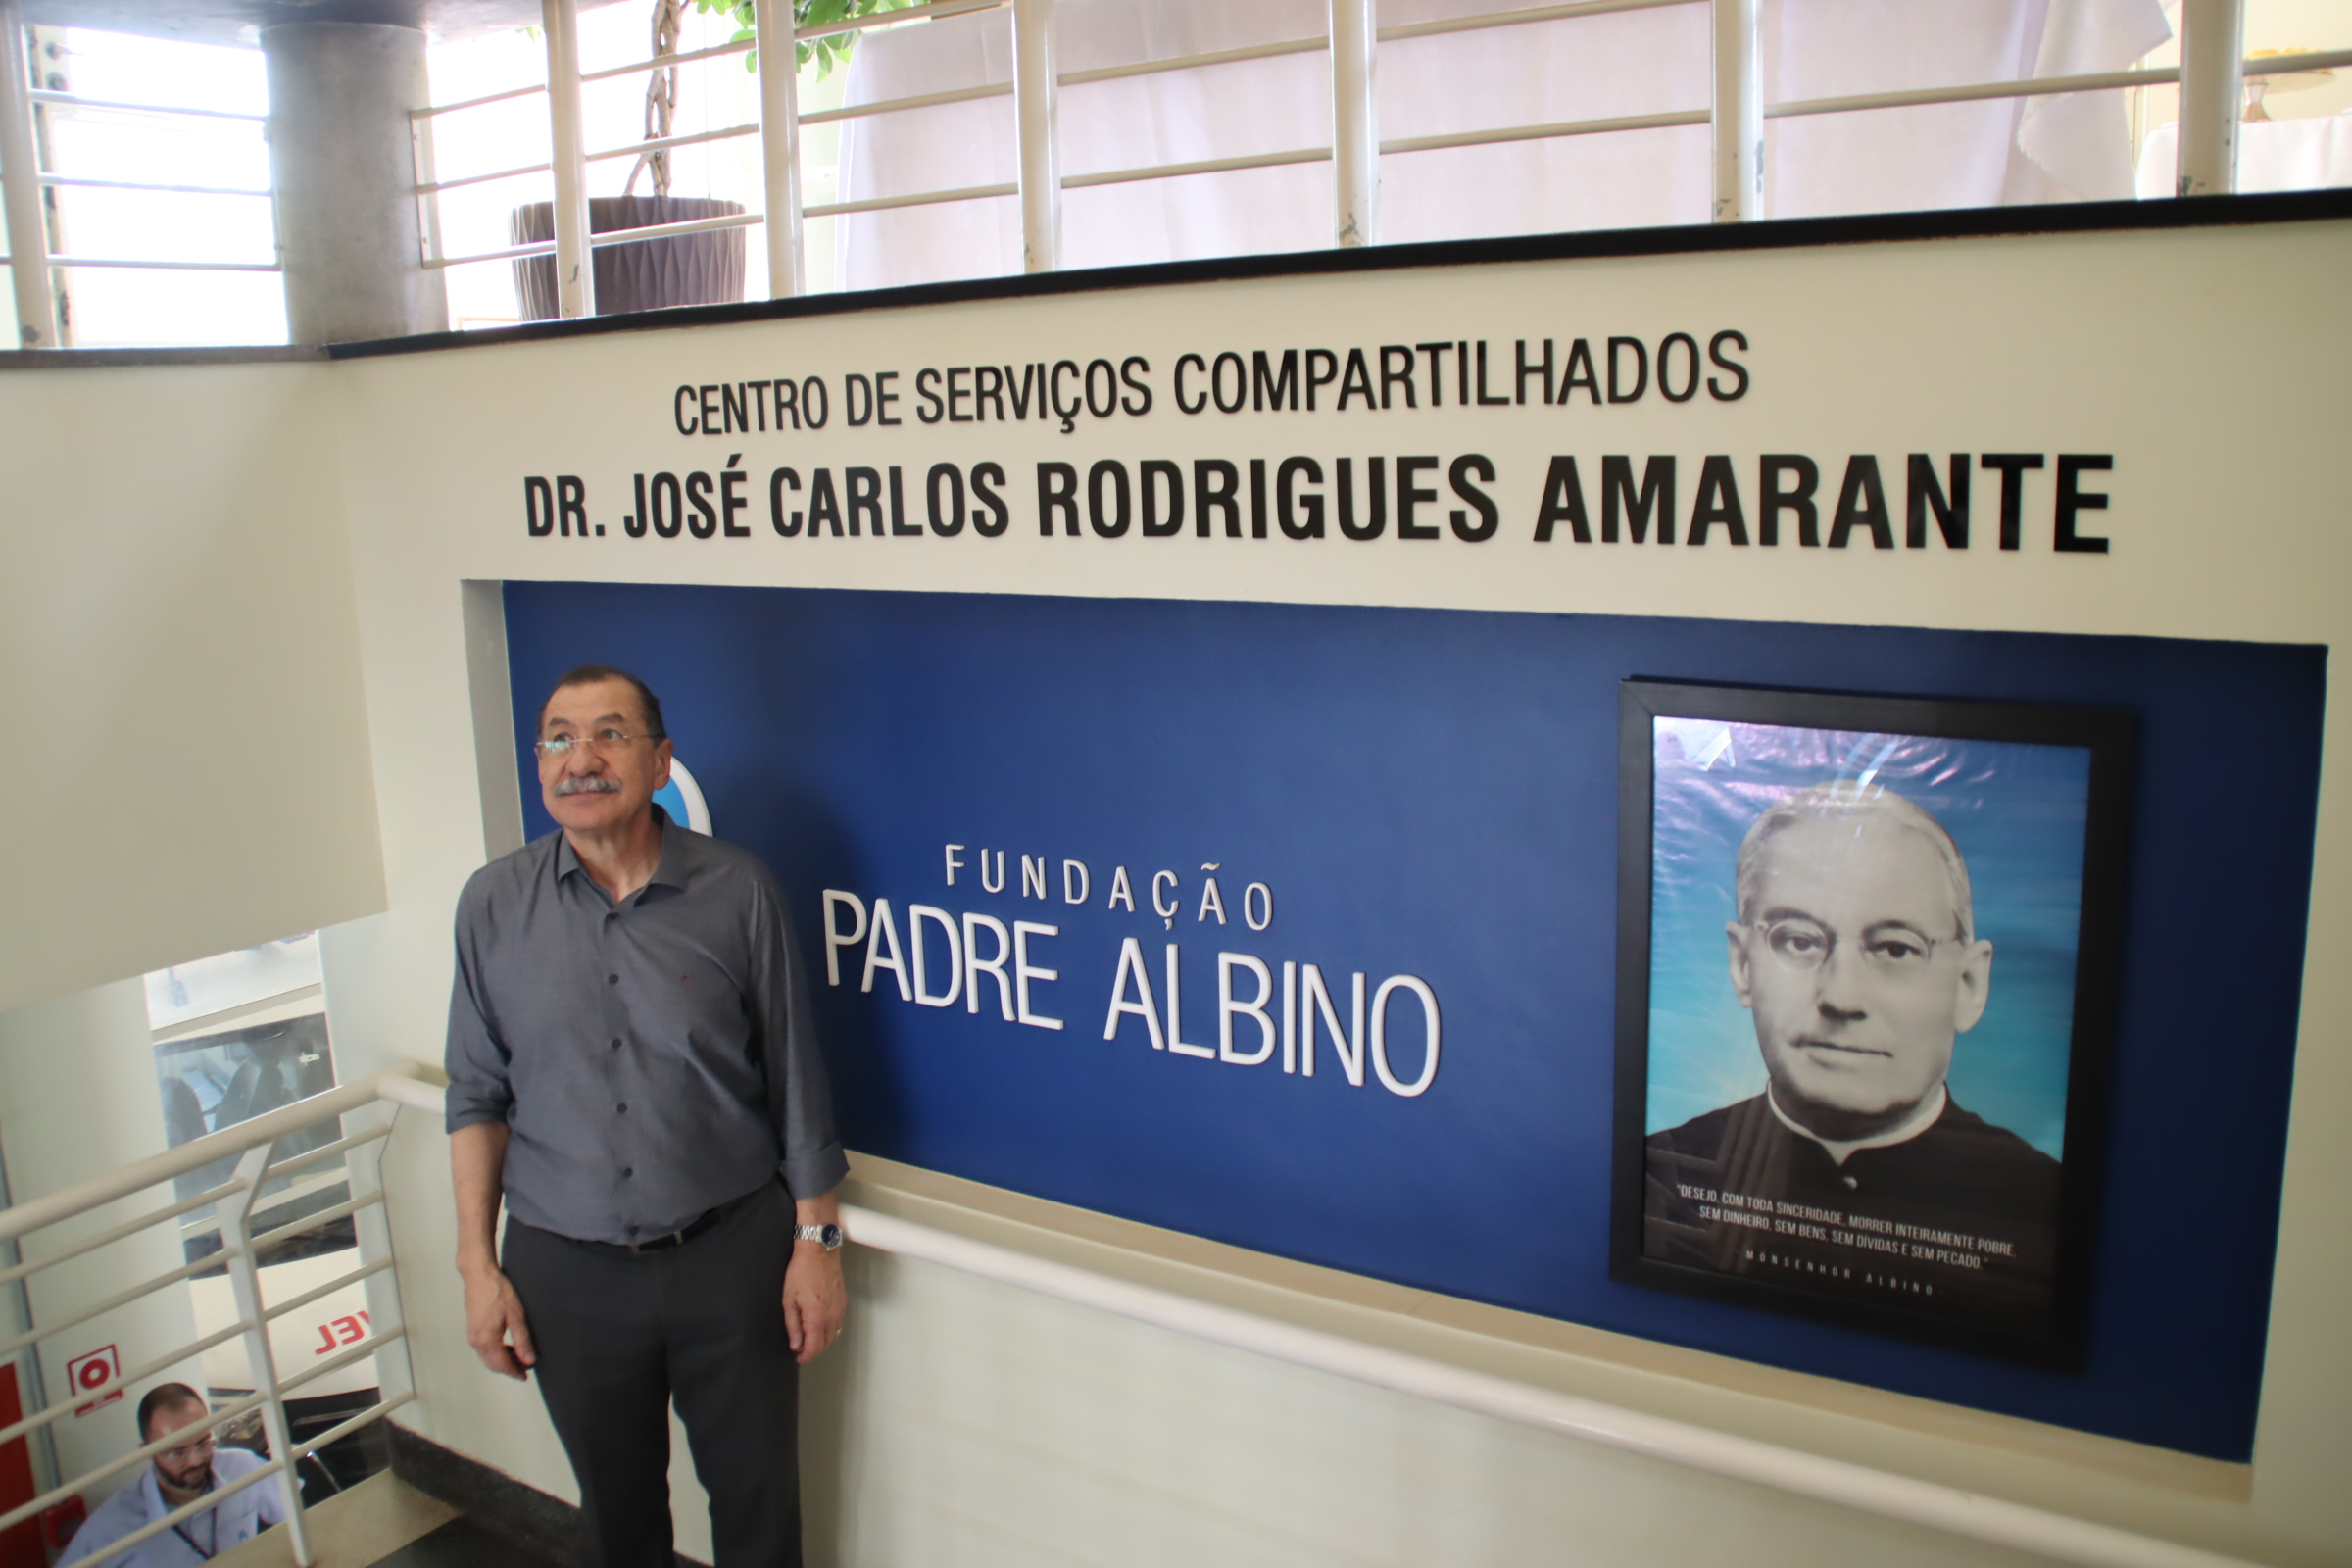 CENTRO DE SERVIÇOS COMPARTILHADOS
DR. JOSÉ CARLOS RODRIGUES AMARANTE
FUNDAÇÃO
PADRE ALBINO
"DESEJO, COM TODA SINCERIDADE, MORRER INTEIRAMENTE POBRE,
SEM DINHEIRO, SEM BENS, SEM DÍVIDAS E SEM PECADO."
MONSENHOR ALBINO